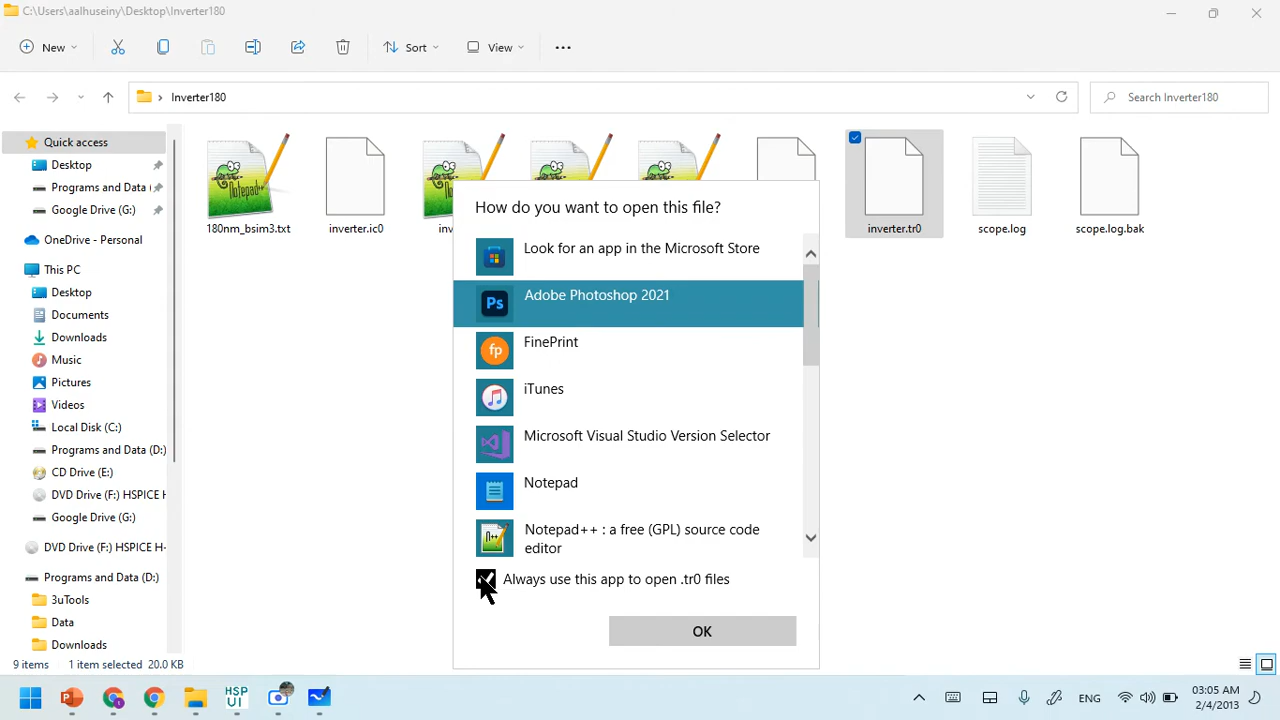 C:\Users\aalhuseiny\Desktop\Inverter180
New
Sort
View
Inverter180
Search Inverter180
Quick access
Desktop
Programs and Data (
Google Drive (G:)
OneDrive - Personal
This PC
Desktop
Documents
Downloads
Music
Pictures
Videos
Local Disk (C:)
Programs and Data (D:)
CD Drive (E:)
DVD Drive (F:) HSPICE H
Google Drive (G:)
DVD Drive (F:) HSPICE H-
Programs and Data (D:)
3uTools
Data
Downloads
180nm_bsim3.txt
inverter.ic0
inv
inverter.tr0
scope.log
scope.log.bak
How do you want to open this file?
Look for an app in the Microsoft Store
Ps
Adobe Photoshop 2021
fp
FinePrint
iTunes
Microsoft Visual Studio Version Selector
Notepad
Notepad++ : a free (GPL) source code
editor
Always use this app to open .tr0 files
OK
9 items
1 item selected 20.0 KB
HSP
UI
ENG
03:05 AM
2/4/2013